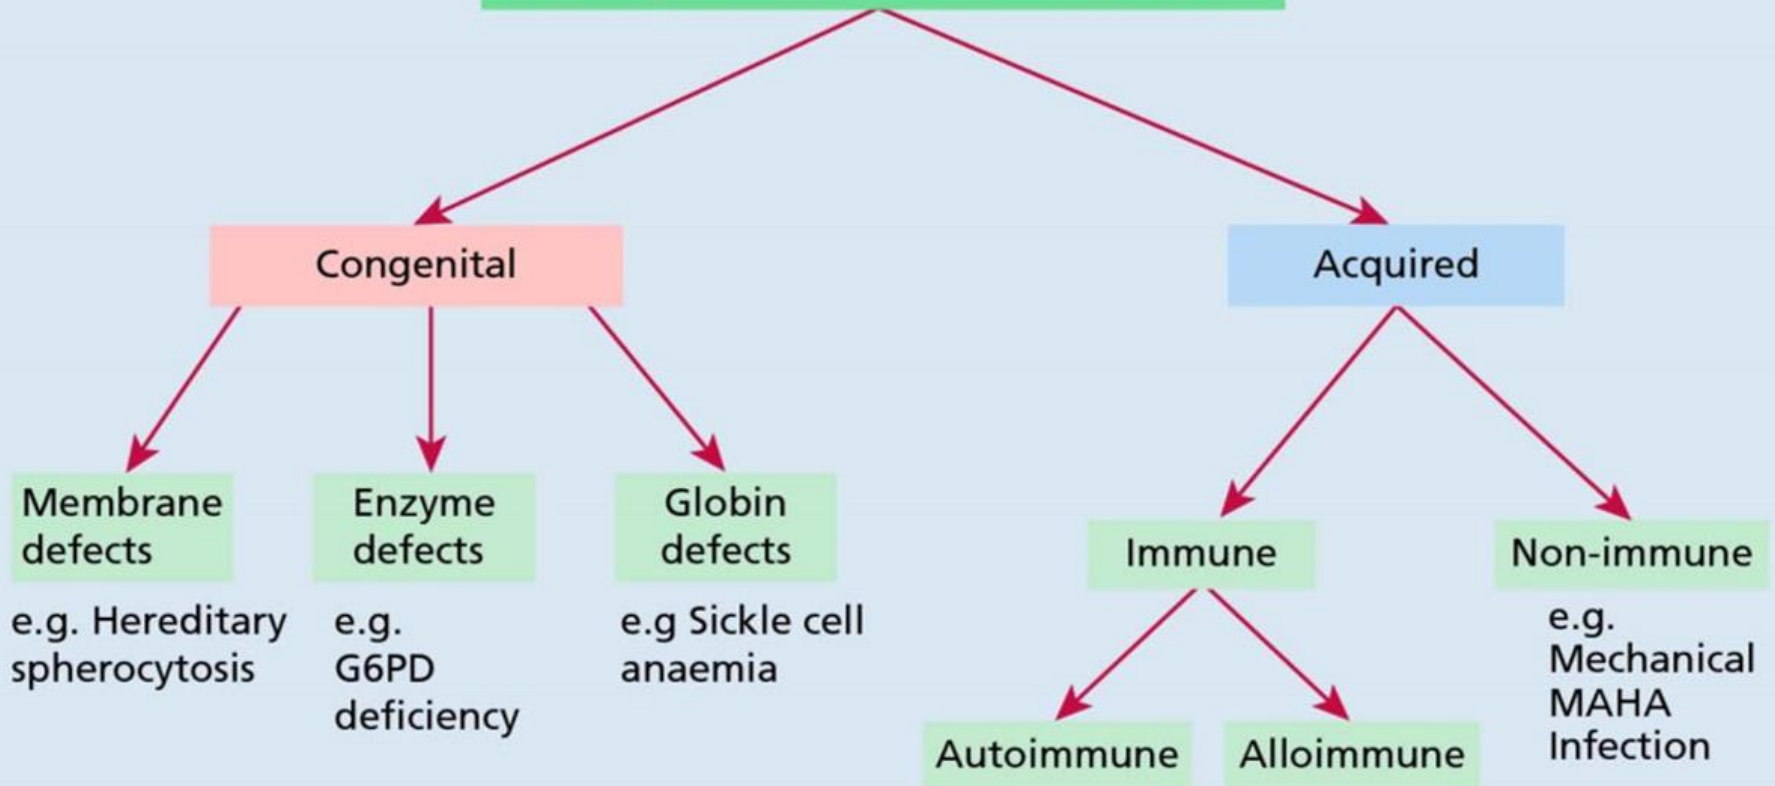 Congenital
Acquired
Membrane
defects
Enzyme
defects
Globin
defects
Immune
Non-immune
e.g. Hereditary
spherocytosis
e.g.
G6PD
deficiency
e.g Sickle cell
anaemia
e.g.
Mechanical
MAHA
Infection
Autoimmune
Alloimmune